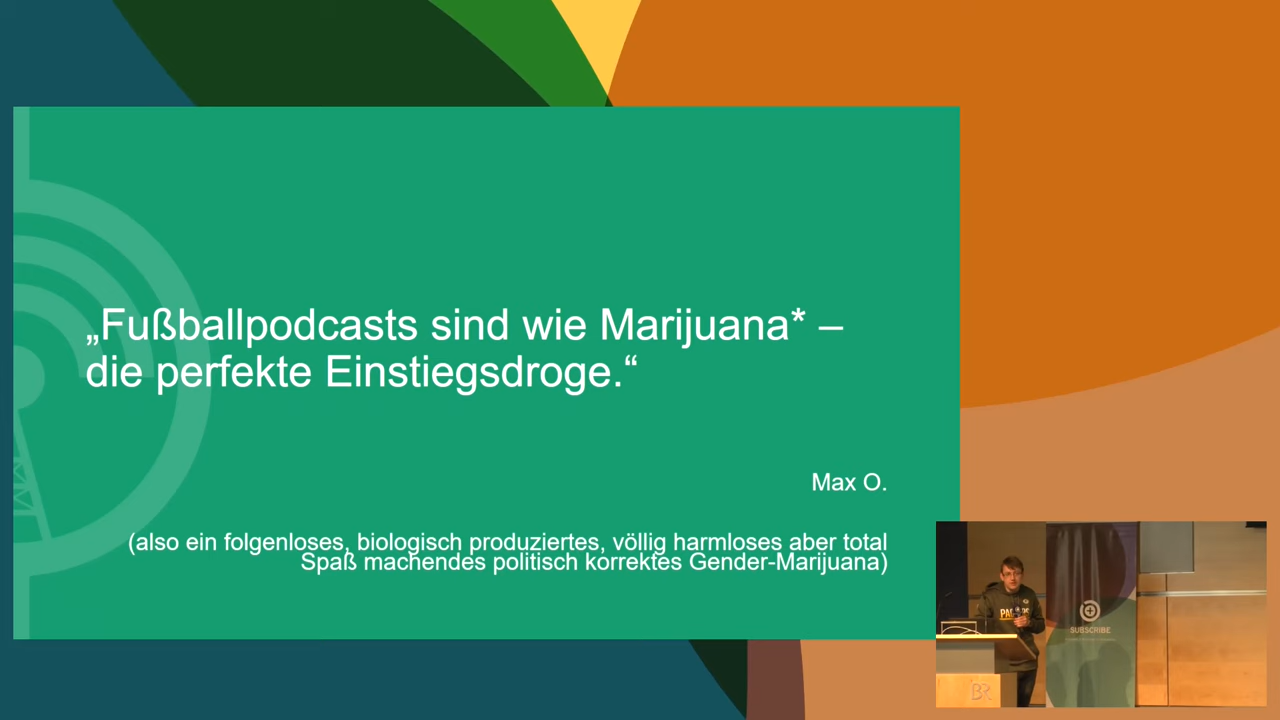 „Fußballpodcasts sind wie Marijuana* –
die perfekte Einstiegsdroge.“
Max O.
(also ein folgenloses, biologisch produziertes, völlig harmloses aber total
Spaß machendes politisch korrektes Gender-Marijuana)
SUBSCRIBE
BR